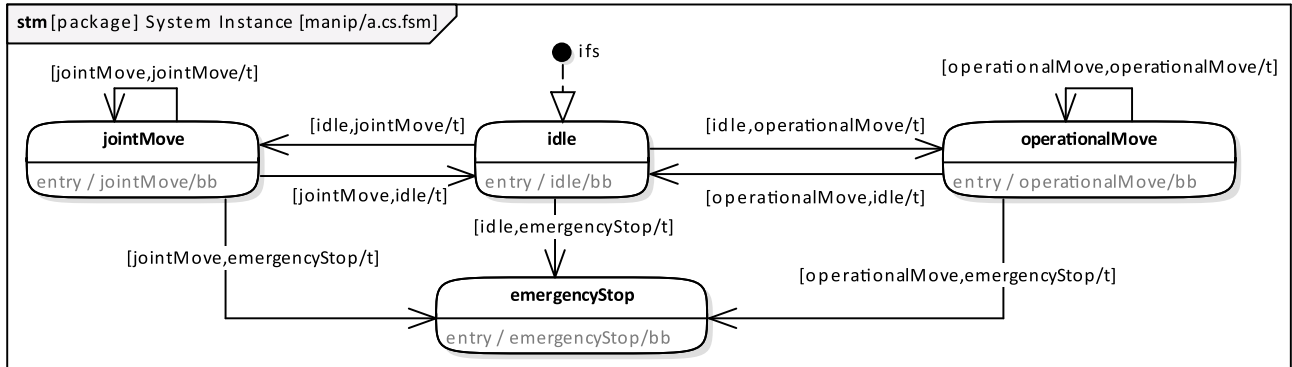 stm [package] System Instance [manip/a.cs.fsm]
ifs
[jointMove,jointMove/t]
[operationalMove,operationalMove/t]
jointMove
entry / jointMove/bb
[idle,jointMove/t]
[jointMove,idle/t]
idle
entry / idle/bb
[idle,operationalMove/t]
[operationalMove,idle/t]
operationalMove
entry / operationalMove/bb
[idle,emergencyStop/t]
[jointMove,emergencyStop/t]
[operationalMove,emergencyStop/t]
emergencyStop
entry / emergencyStop/bb